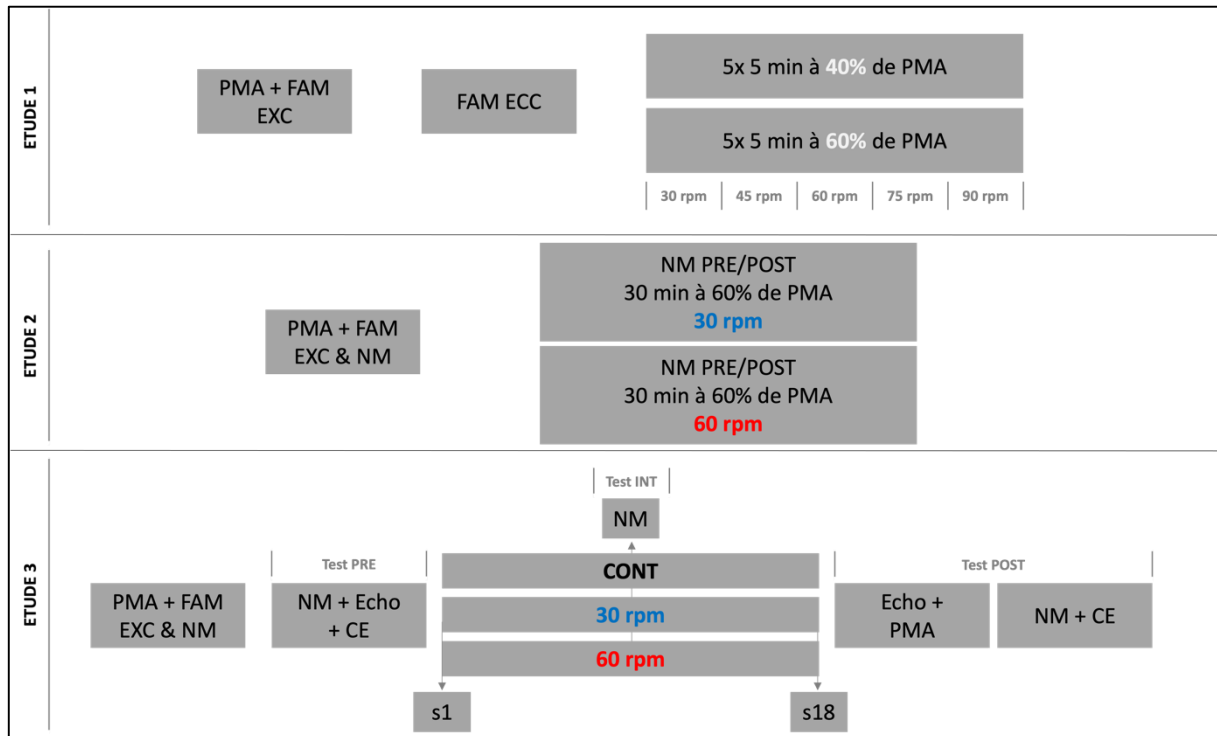 ETUDE 1
PMA + FAM
EXC
FAM ECC
5x 5 min à 40% de PMA
5x 5 min à 60% de PMA
30 rpm
45 rpm
60 rpm
75 rpm
90 rpm
ETUDE 2
PMA + FAM
EXC & NM
NM PRE/POST
30 min à 60% de PMA
30 rpm
NM PRE/POST
30 min à 60% de PMA
60 rpm
ETUDE 3
PMA + FAM
EXC & NM
Test PRE
NM + Echo
+ CE
Test INT
NM
CONT
30 rpm
60 rpm
s1
s18
Test POST
Echo +
PMA
NM + CE